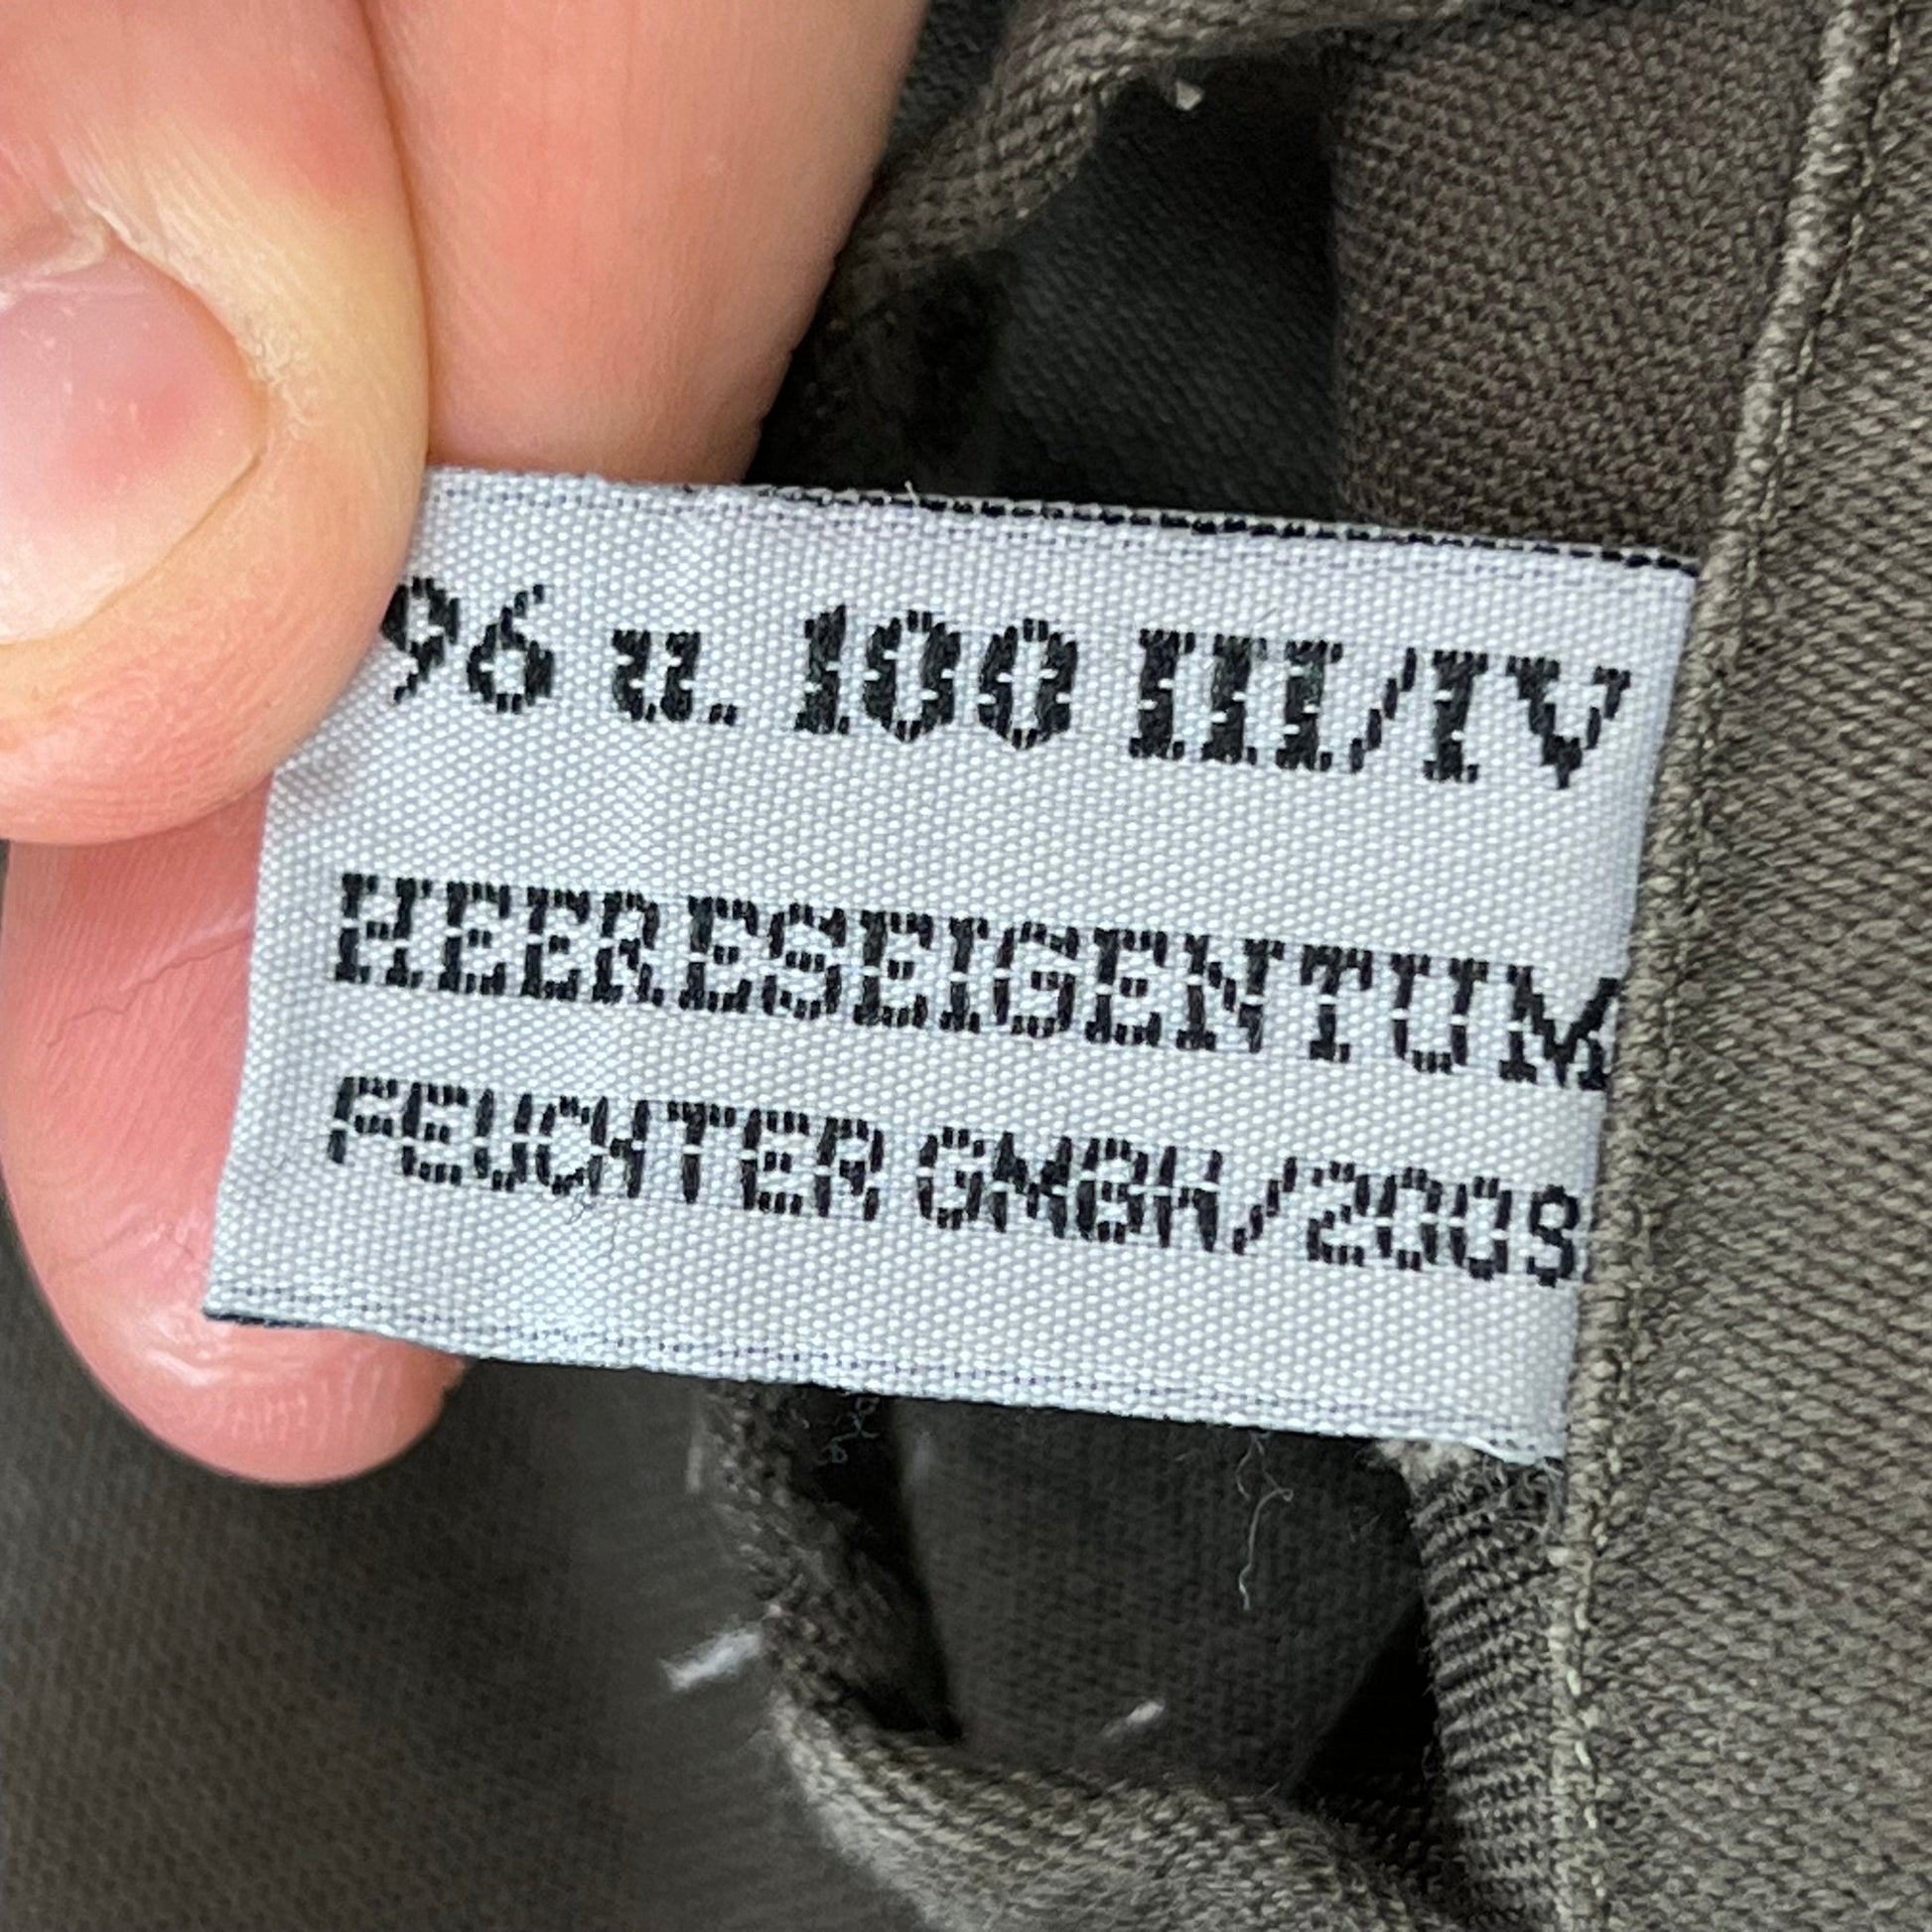 96 u. 100 III/IV
HEERESEIGENTUM
FEUCHTER GMBH/2009